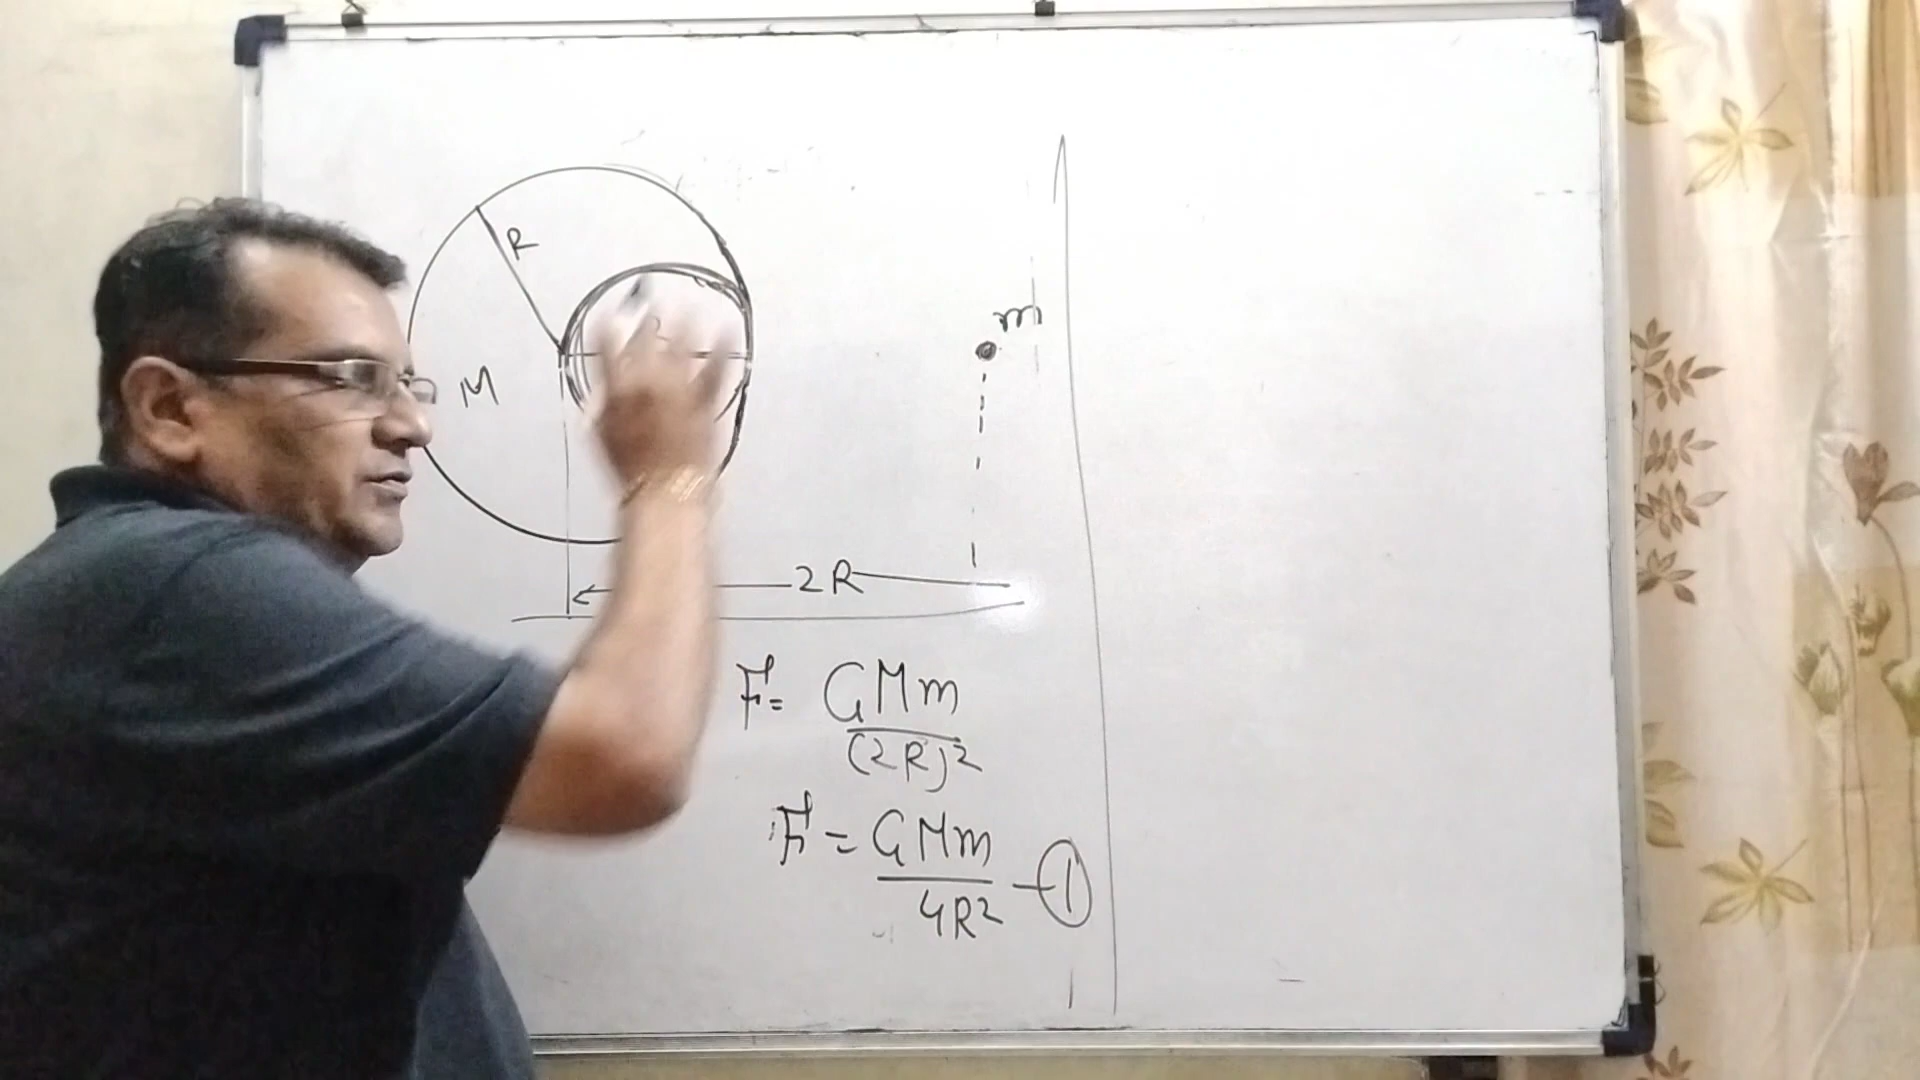 R
M
m
2R
F = GMm
(2R)2
F = GMm
4R2 —①